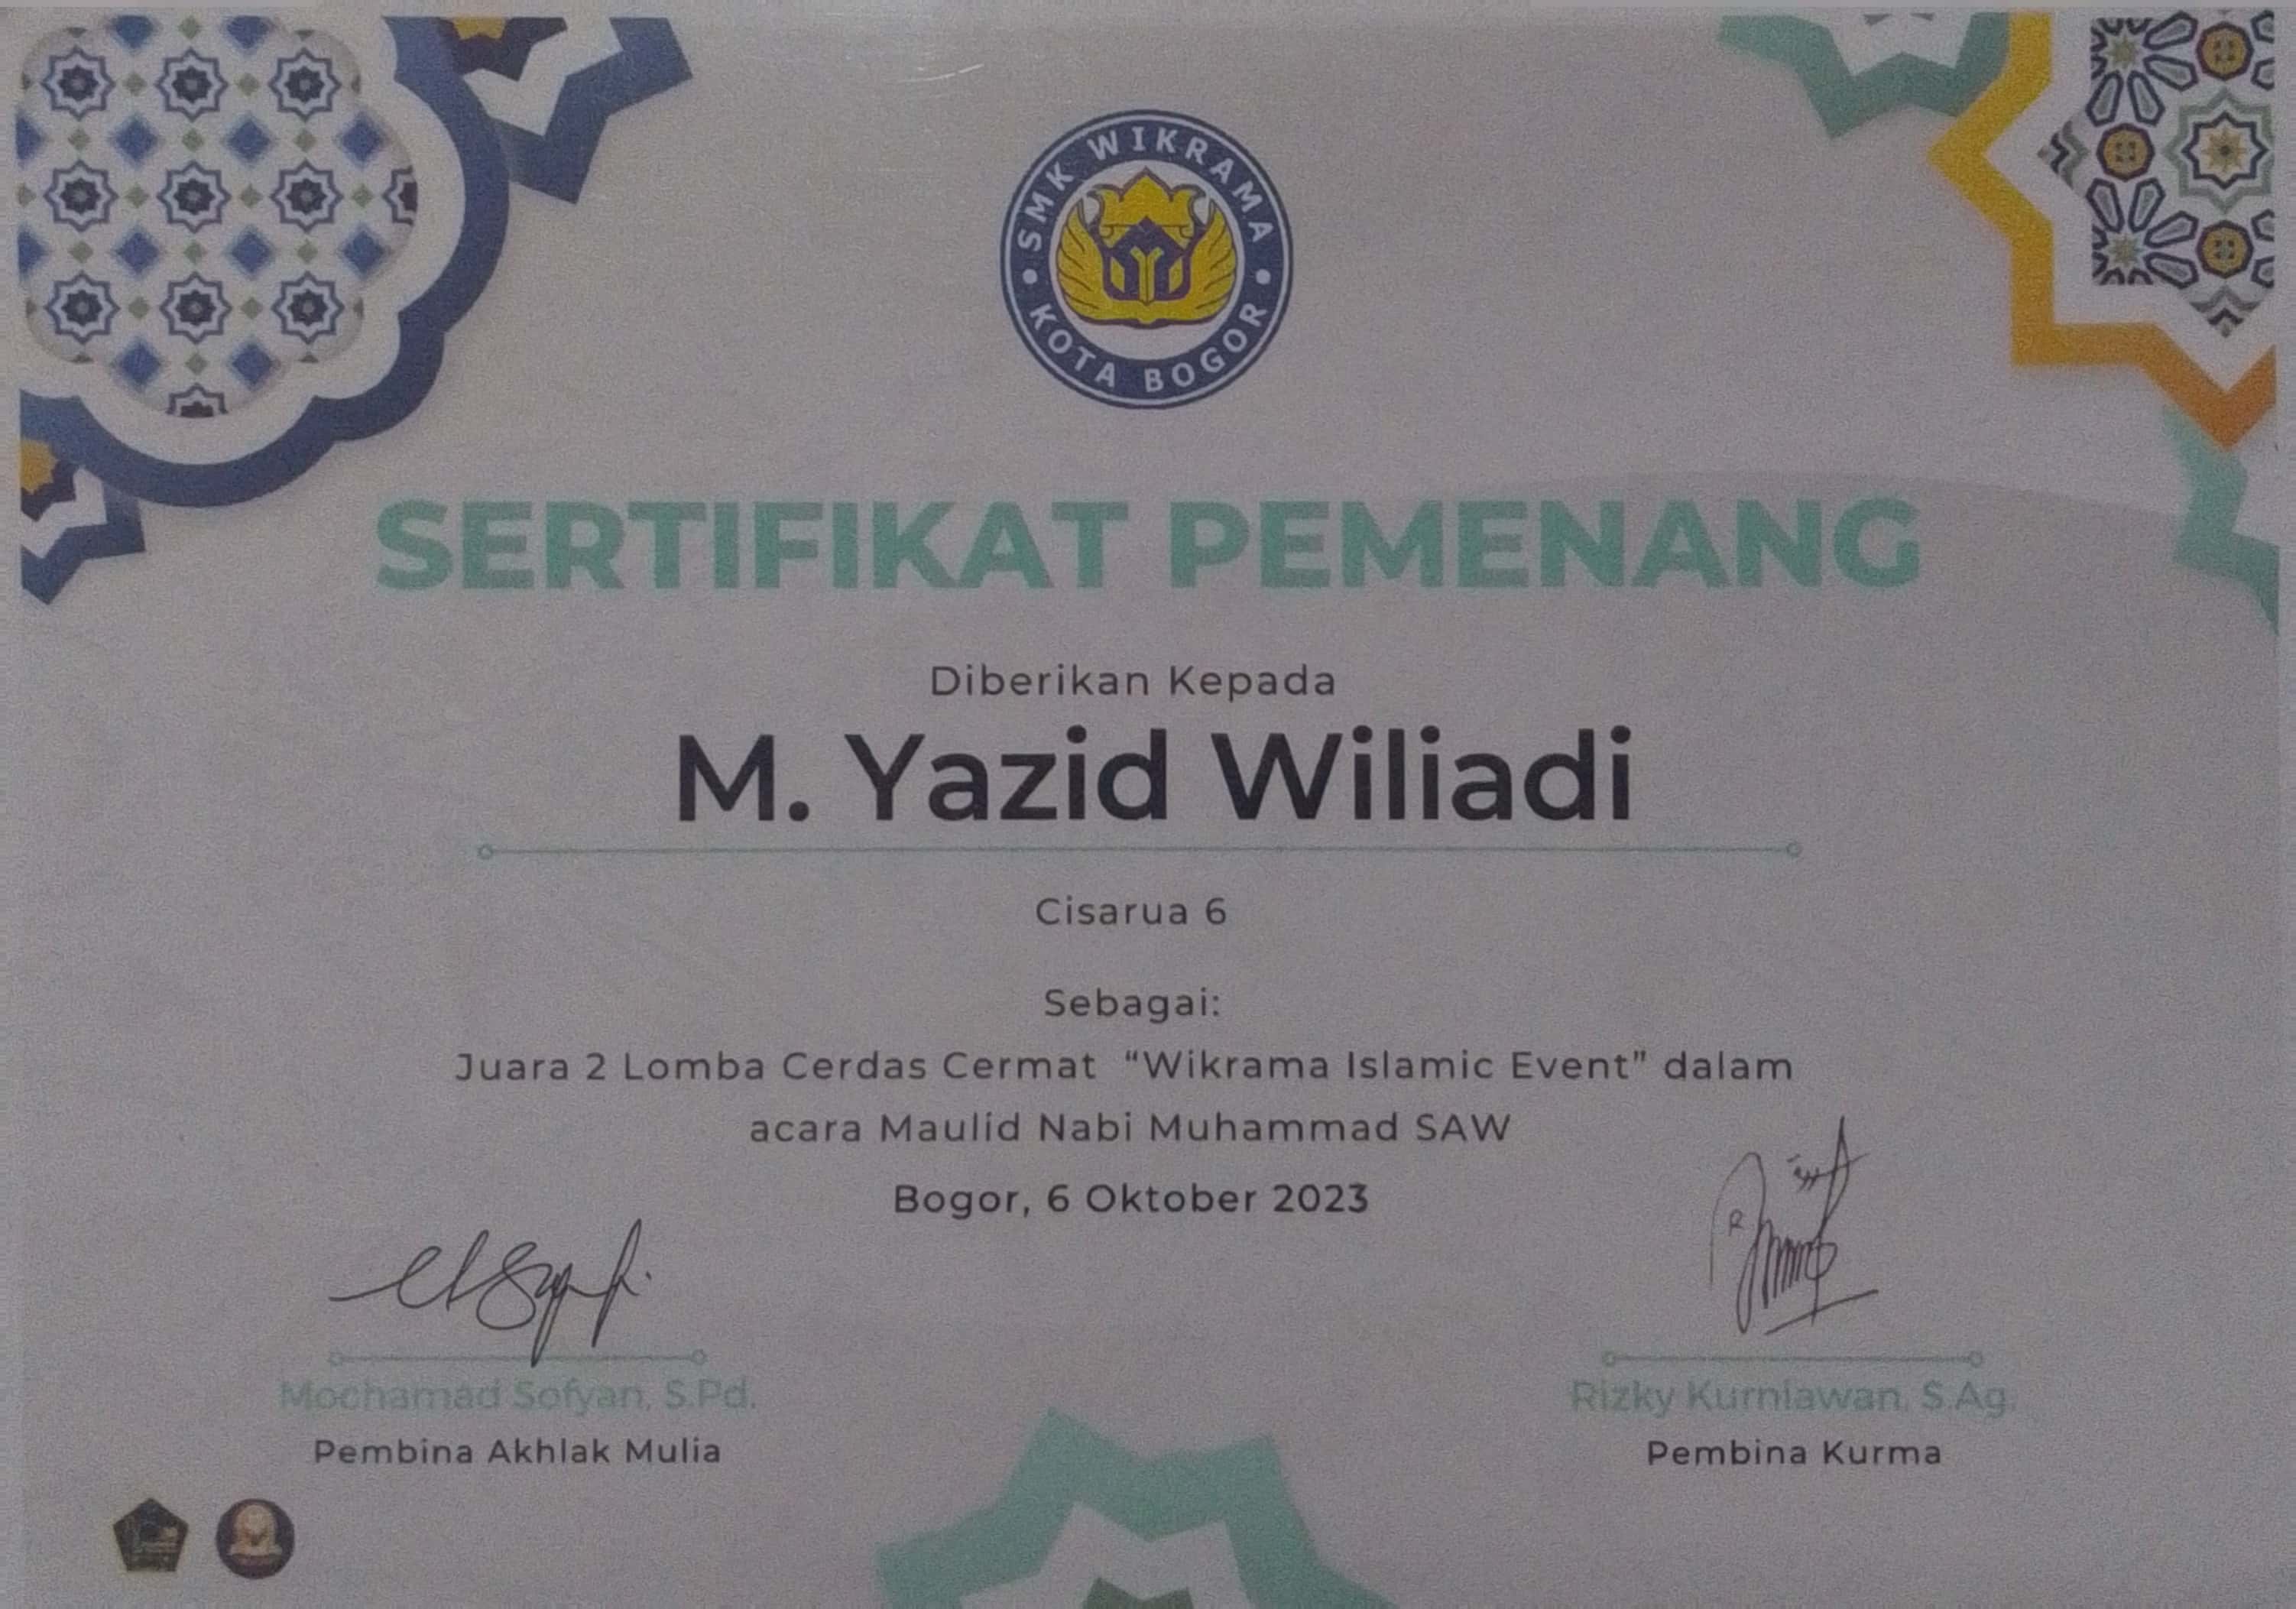 SMK WIKRAMA
KOTA BOGOR
SERTIFIKAT PEMENANG
Diberikan Kepada
M. Yazid Wiliadi
Cisarua 6
Sebagai:
Juara 2 Lomba Cerdas Cermat “Wikrama Islamic Event” dalam
acara Maulid Nabi Muhammad SAW
Bogor, 6 Oktober 2023
Mochamad Sofyan, S.Pd.
Pembina Akhlak Mulia
Rizky Kurniawan, S.Ag.
Pembina Kurma